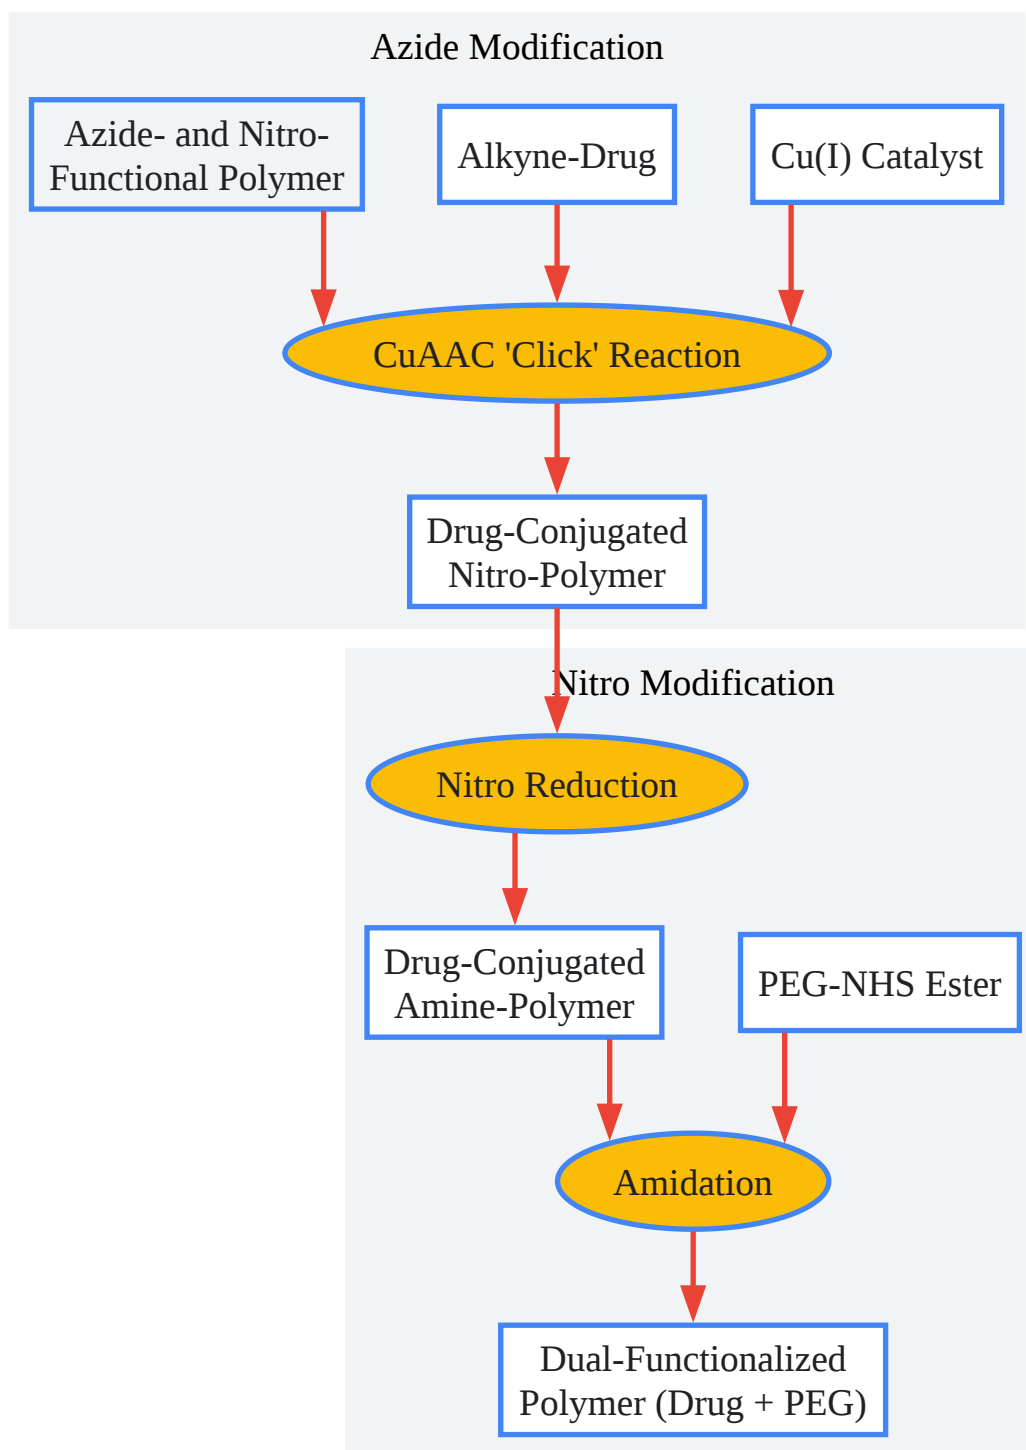 Azide Modification
Azide- and Nitro-
Functional Polymer
Alkyne-Drug
Cu(I) Catalyst
CuAAC 'Click' Reaction
Drug-Conjugated
Nitro-Polymer
Nitro Modification
Nitro Reduction
Drug-Conjugated
Amine-Polymer
PEG-NHS Ester
Amidation
Dual-Functionalized
Polymer (Drug + PEG)